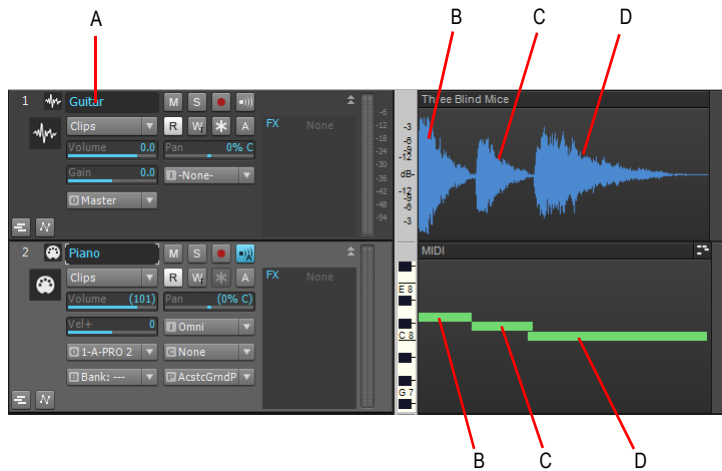 A B C D
1 Guitar M S
Clips R W * A
Volume 0.0 Pan 0% C
Gain 0.0 I -None-
O Master
FX None
-6
-12
-18
-24
-30
-36
-42
-48
-54
Three Blind Mice
-3
-6
-9
-12
dB-
-12
-9
-6
-3
2 Piano M S A
Clips R W * A
Volume (101) Pan (0% C)
Vel+ 0 I Omni
O 1-A-PRO 2 C None
B Bank: --- P AcstcGrndP
FX None
MIDI
E 8
C 8
G 7
B C D